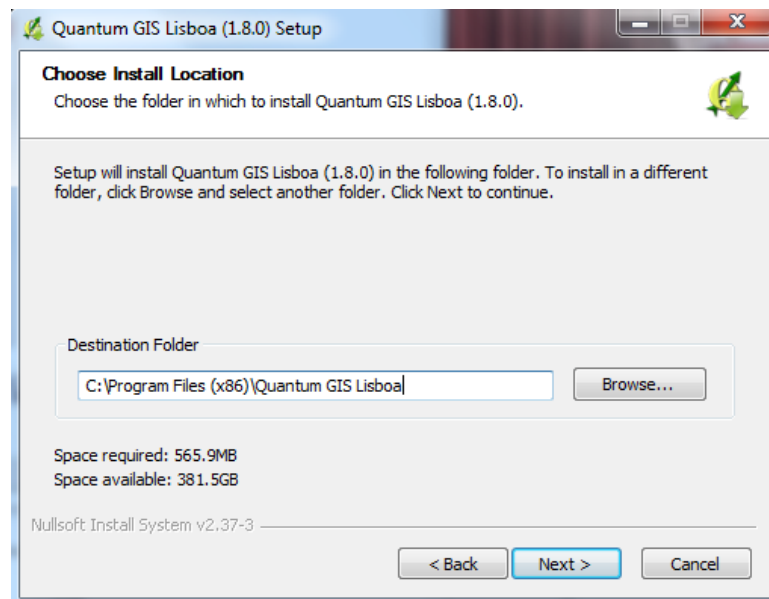 Quantum GIS Lisboa (1.8.0) Setup
Choose Install Location
Choose the folder in which to install Quantum GIS Lisboa (1.8.0).
Setup will install Quantum GIS Lisboa (1.8.0) in the following folder. To install in a different
folder, click Browse and select another folder. Click Next to continue.
Destination Folder
C:\Program Files (x86)\Quantum GIS Lisboa
Browse...
Space required: 565.9MB
Space available: 381.5GB
Nullsoft Install System v2.37-3
< Back Next > Cancel